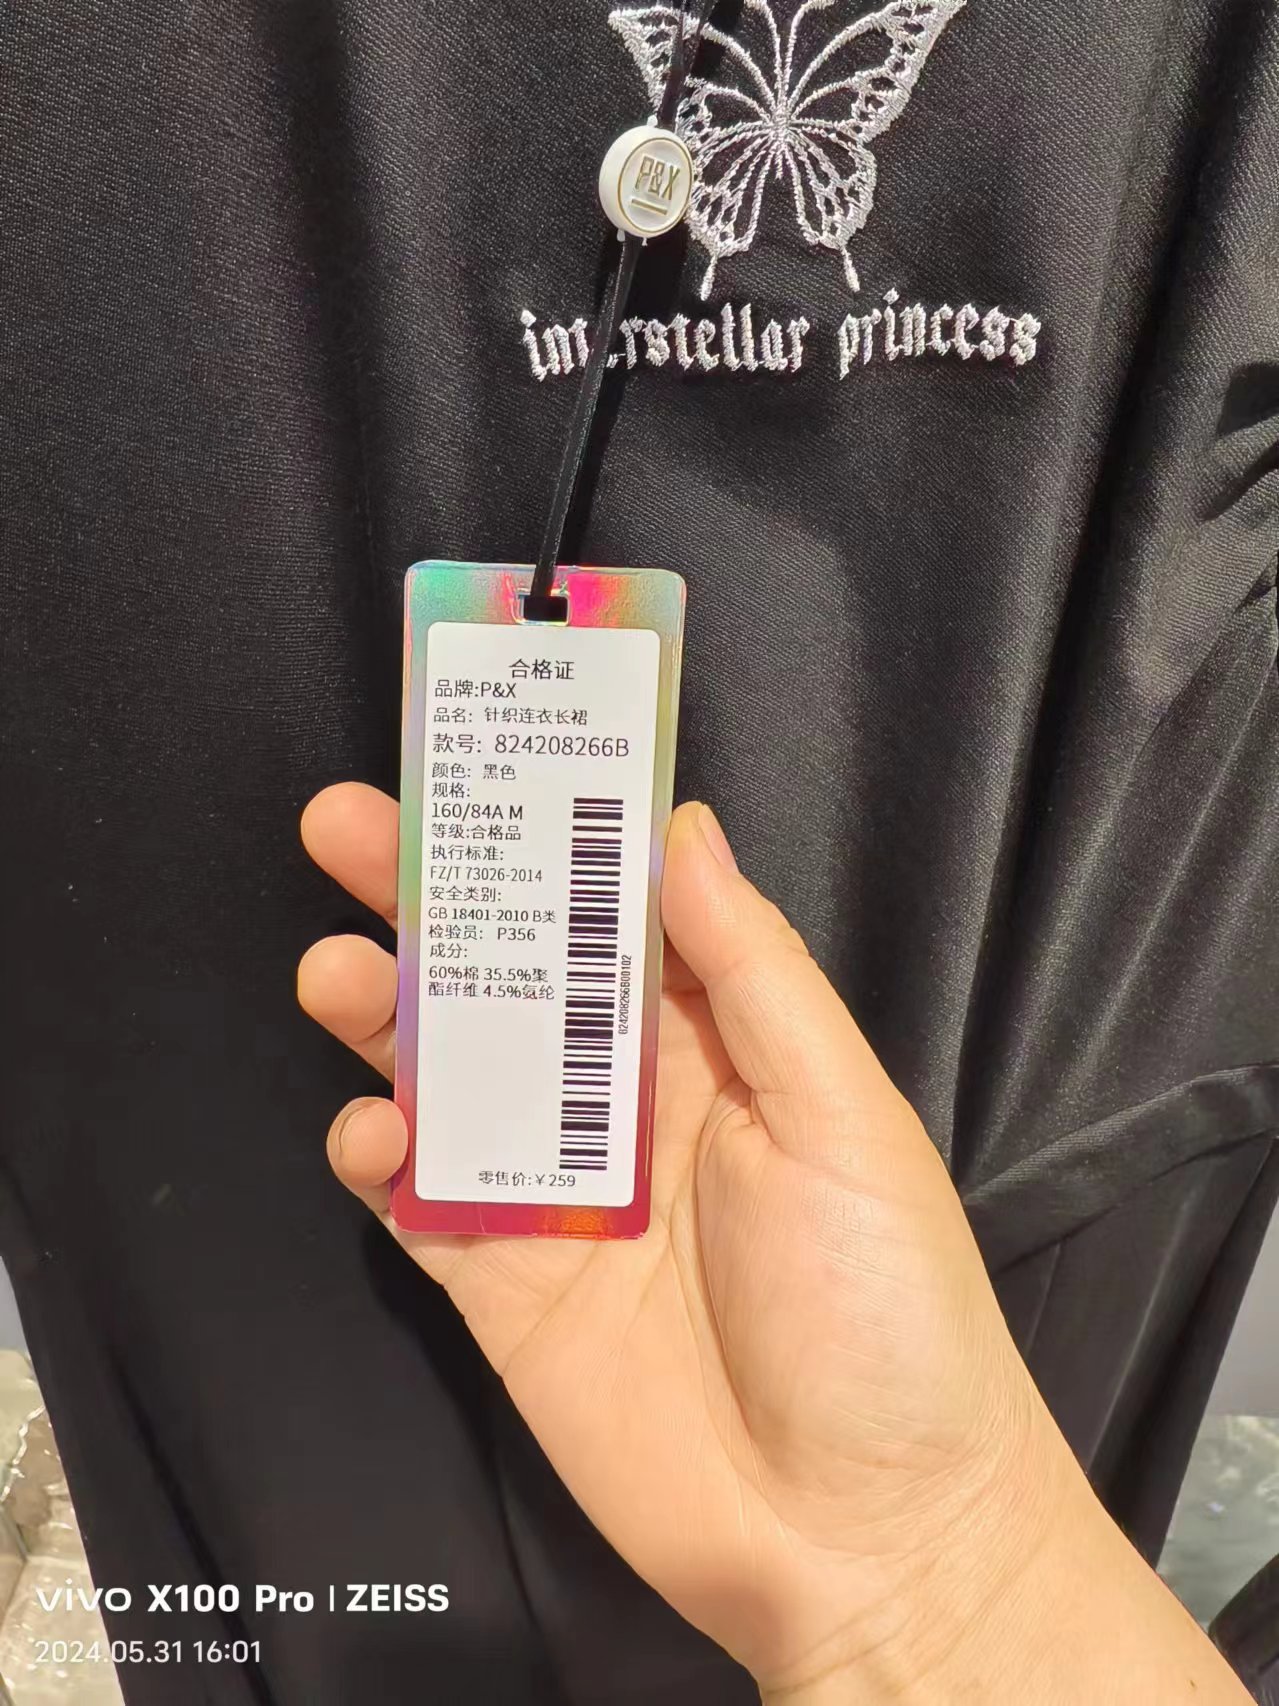 P&X
interstellar princess
合格证
品牌:P&X
品名: 针织连衣长裙
款号: 824208266B
颜色: 黑色
规格:
160/84A M
等级:合格品
执行标准:
FZ/T 73026-2014
安全类别:
GB 18401-2010 B类
检验员: P356
成分:
60%棉 35.5%聚
酯纤维 4.5%氨纶
824208266B00102
零售价:¥259
vivo X100 Pro | ZEISS
2024.05.31 16:01